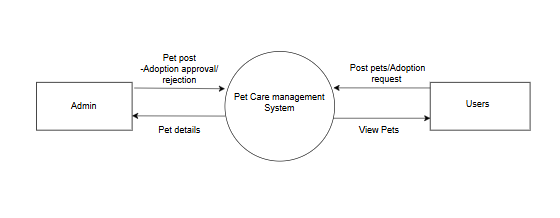 Pet post
-Adoption approval/
rejection
Post pets/Adoption
request
Admin
Pet Care management
System
Users
Pet details
View Pets